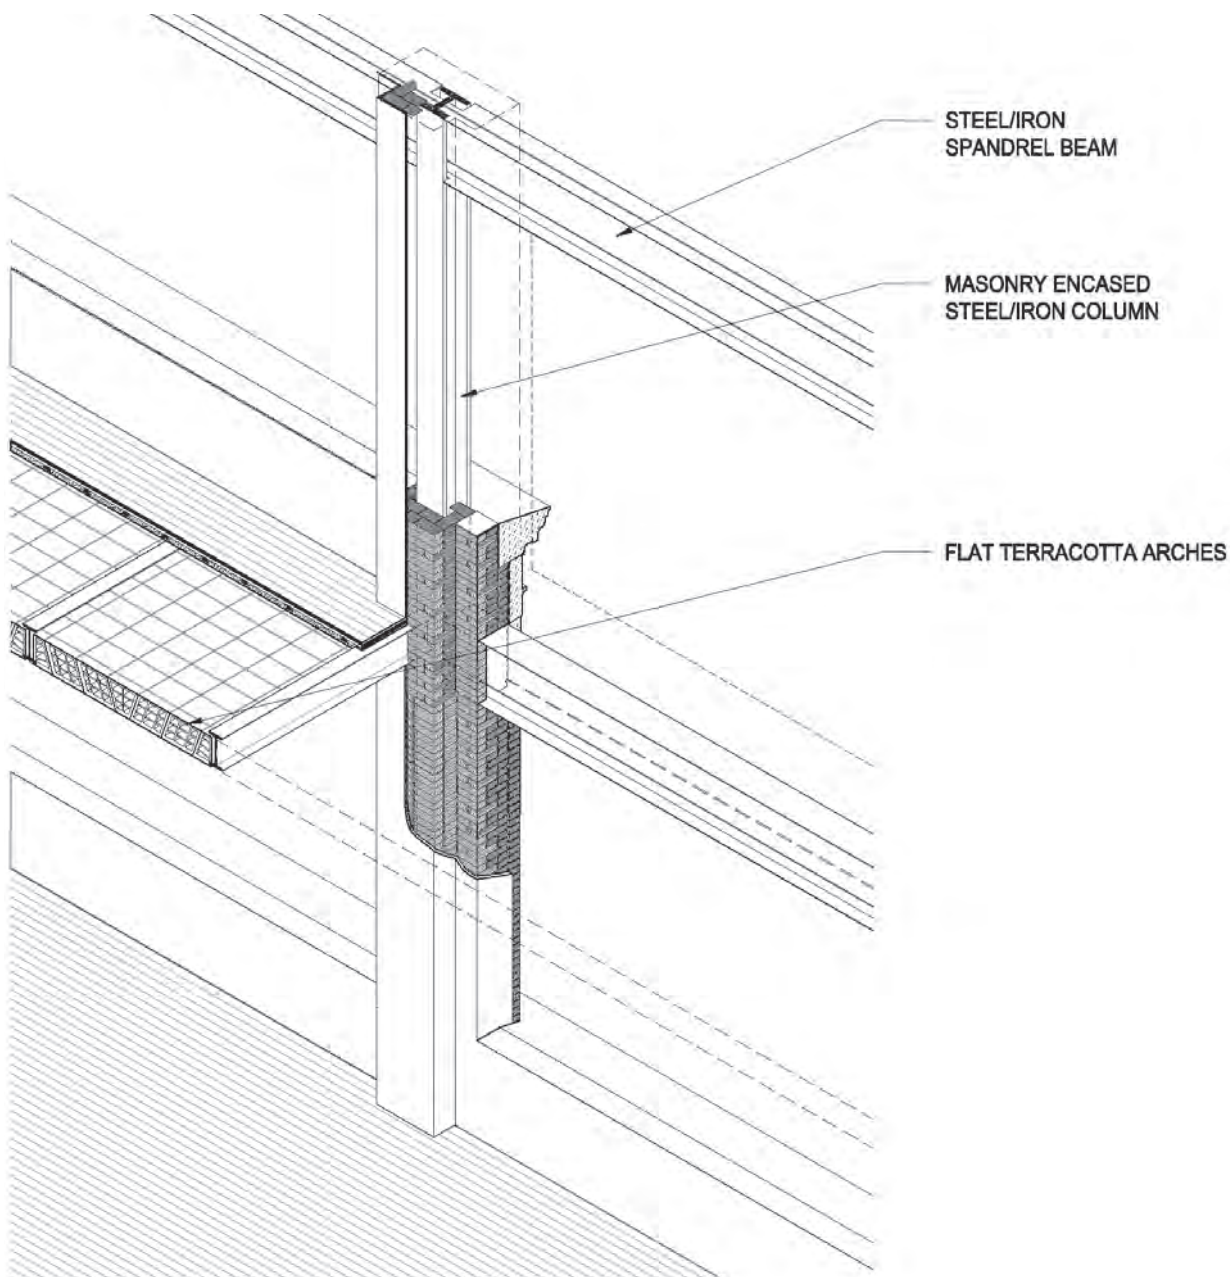 STEEL/IRON
SPANDREL BEAM
MASONRY ENCASED
STEEL/IRON COLUMN
FLAT TERRACOTTA ARCHES